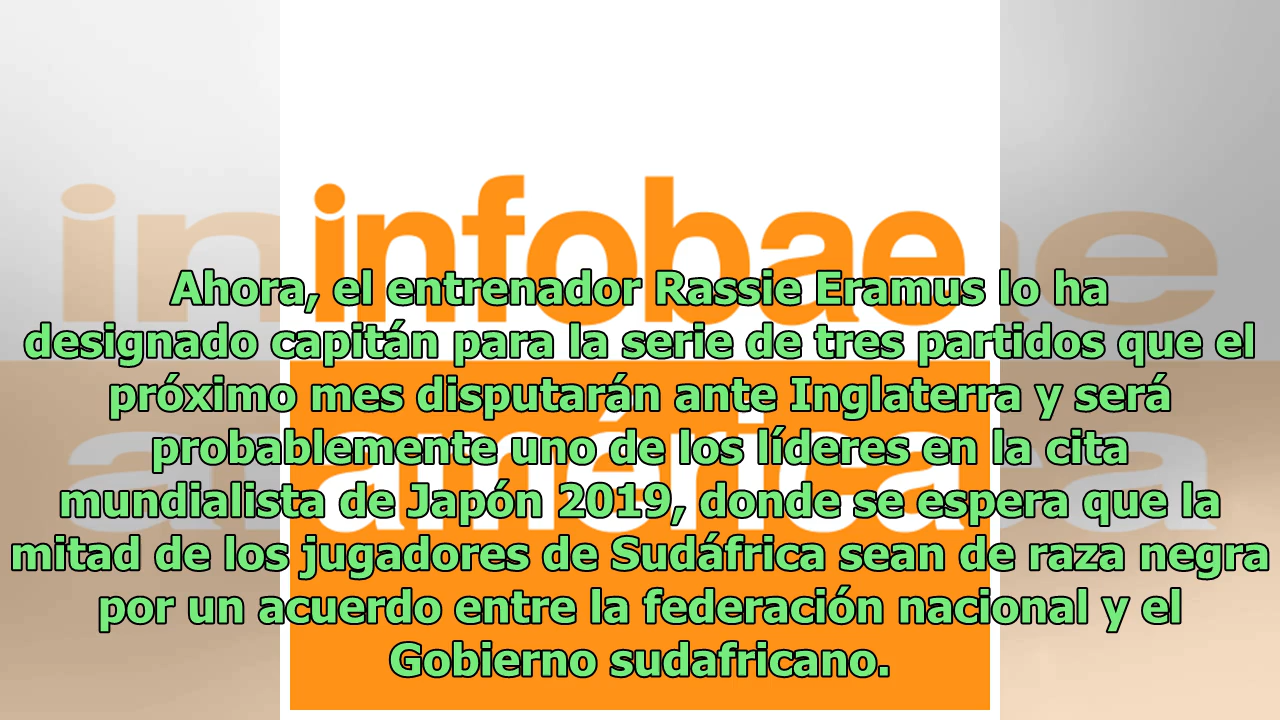 infobae
Ahora, el entrenador Rassie Eramus lo ha
designado capitán para la serie de tres partidos que el
próximo mes disputarán ante Inglaterra y será
américa
probablemente uno de los líderes en la cita
mundialista de Japón 2019, donde se espera que la
mitad de los jugadores de Sudáfrica sean de raza negra
por un acuerdo entre la federación nacional y el
Gobierno sudafricano.